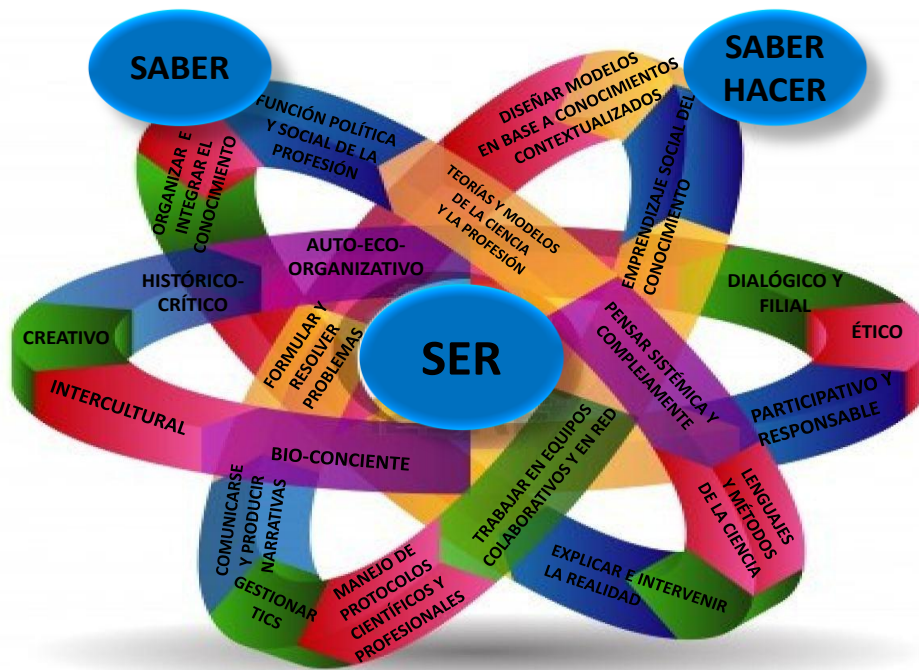 SABER
SABER
HACER
FUNCIÓN POLÍTICA
Y SOCIAL DE LA
PROFESIÓN
DISEÑAR MODELOS
EN BASE A CONOCIMIENTOS
CONTEXTUALIZADOS
ORGANIZAR E
INTEGRAR EL
CONOCIMIENTO
TEORÍAS Y MODELOS
DE LA CIENCIA
Y LA PROFESIÓN
EMPRENDIZAJE SOCIAL DEL
CONOCIMIENTO
AUTO-ECO-
ORGANIZATIVO
HISTÓRICO-
CRÍTICO
DIALÓGICO Y
FILIAL
CREATIVO
ÉTICO
FORMULAR Y
RESOLVER
PROBLEMAS
SER
PENSAR SISTÉMICA Y
COMPLEJAMENTE
INTERCULTURAL
PARTICIPATIVO Y
RESPONSABLE
BIO-CONCIENTE
TRABAJAR EN EQUIPOS
COLABORATIVOS Y EN RED
LENGUAJES
Y MÉTODOS
DE LA CIENCIA
COMUNICARSE
Y PRODUCIR
NARRATIVAS
GESTIONAR
TICS
MANEJO DE
PROTOCOLOS
CIENTÍFICOS Y
PROFESIONALES
EXPLICAR E INTERVENIR
LA REALIDAD